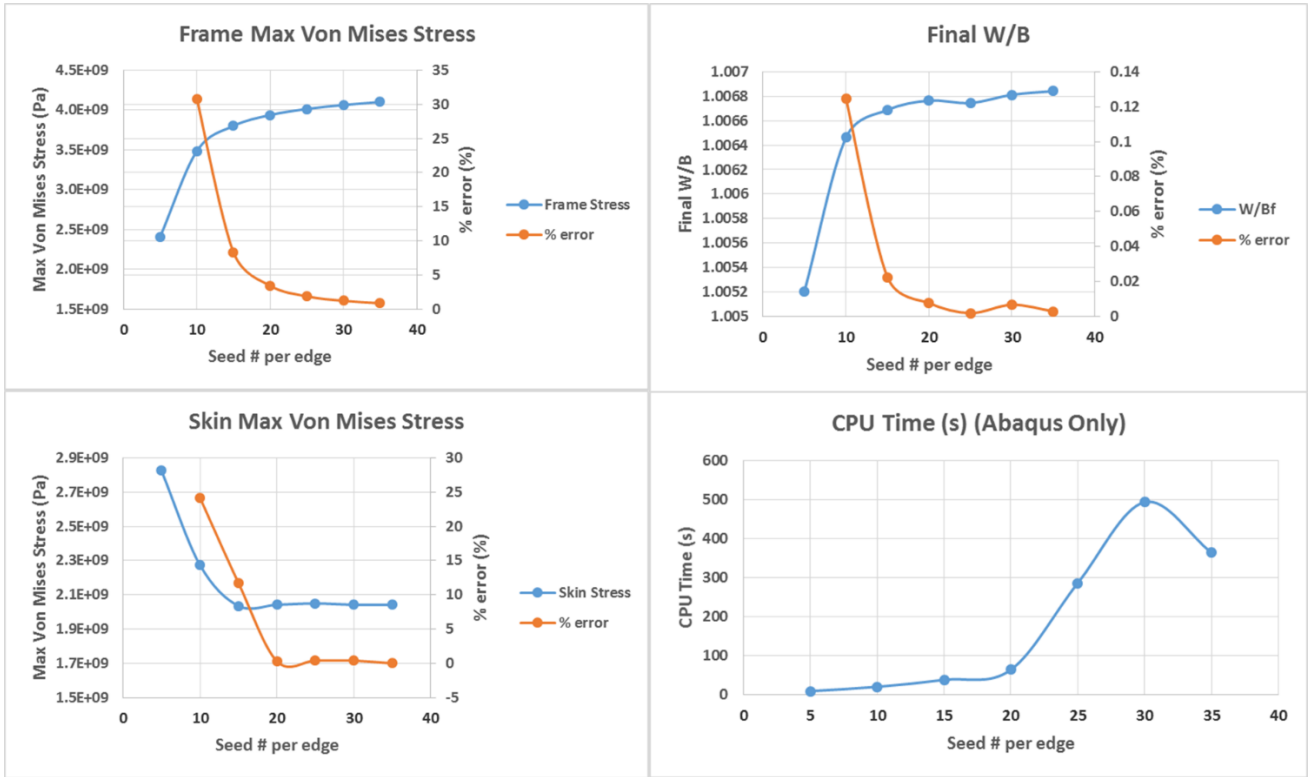 Frame Max Von Mises Stress
Max Von Mises Stress (Pa)
4.5E+09
4.0E+09
3.5E+09
3.0E+09
2.5E+09
2.0E+09
1.5E+09
35
30
25
20
15
10
5
0
% error (%)
Frame Stress
% error
0 10 20 30 40
Seed # per edge
Final W/B
Final W/B
1.007
1.0068
1.0066
1.0064
1.0062
1.006
1.0058
1.0056
1.0054
1.0052
1.005
0.14
0.12
0.1
0.08
0.06
0.04
0.02
0
% error (%)
W/Bf
% error
0 10 20 30 40
Seed # per edge
Skin Max Von Mises Stress
Max Von Mises Stress (Pa)
2.9E+09
2.7E+09
2.5E+09
2.3E+09
2.1E+09
1.9E+09
1.7E+09
1.5E+09
30
25
20
15
10
5
0
-5
% error (%)
Skin Stress
% error
0 10 20 30 40
Seed # per edge
CPU Time (s) (Abaqus Only)
CPU Time (s)
600
500
400
300
200
100
0
0 5 10 15 20 25 30 35 40
Seed # per edge